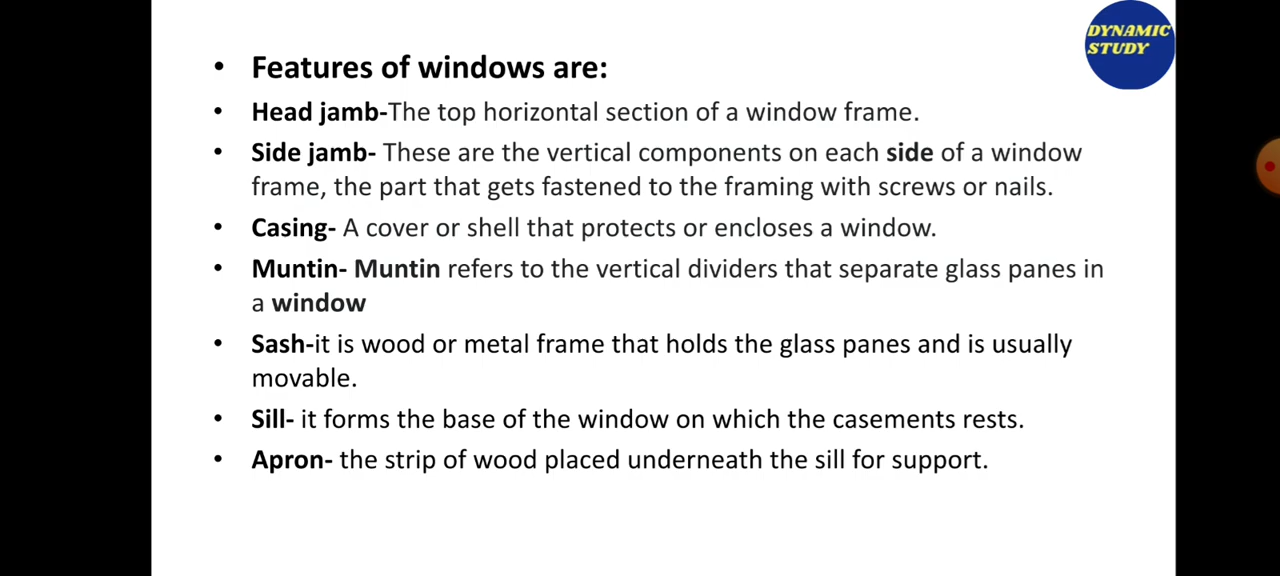 DYNAMIC
STUDY
• Features of windows are:
• Head jamb-The top horizontal section of a window frame.
• Side jamb- These are the vertical components on each side of a window
frame, the part that gets fastened to the framing with screws or nails.
• Casing- A cover or shell that protects or encloses a window.
• Muntin- Muntin refers to the vertical dividers that separate glass panes in
a window
• Sash-it is wood or metal frame that holds the glass panes and is usually
movable.
• Sill- it forms the base of the window on which the casements rests.
• Apron- the strip of wood placed underneath the sill for support.